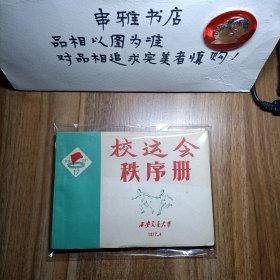 串雅书店
品相以图为准
对品相追求完美者慎购!
校运会
秩序册
西安交通大学
1977.4